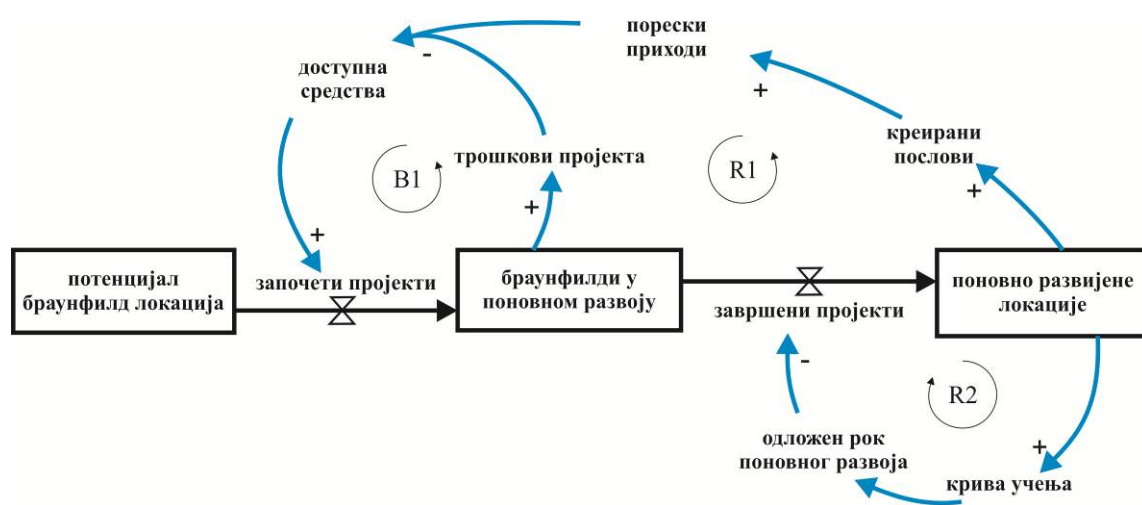 порески
приходи
-
доступна
средства
+
креирани
послови
трошкови пројекта
B1
R1
+
+
+
потенцијал
браунфилд локација
започети пројекти
браунфилди у
поновном развоју
завршени пројекти
поновно развијене
локације
-
R2
одложен рок
поновног развоја
+
крива учења